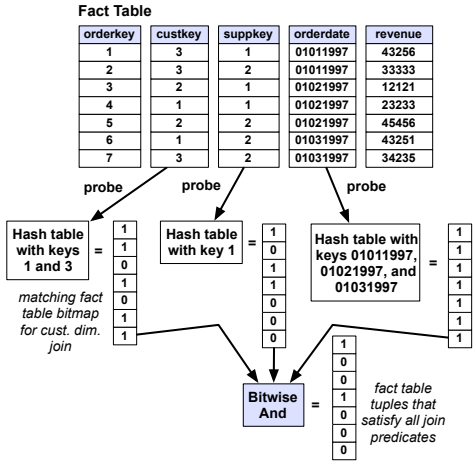 Fact Table
orderkey custkey suppkey orderdate revenue
1 3 1 01011997 43256
2 3 2 01011997 33333
3 2 1 01021997 12121
4 1 1 01021997 23233
5 2 2 01021997 45456
6 1 2 01031997 43251
7 3 2 01031997 34235
probe
probe
probe
Hash table
with keys
1 and 3
=
1
1
0
1
0
1
1
matching fact
table bitmap
for cust. dim.
join
Hash table
with key 1
=
1
0
1
1
0
0
0
Hash table with
keys 01011997,
01021997, and
01031997
=
1
1
1
1
1
1
1
Bitwise
And
=
1
0
0
1
0
0
0
fact table
tuples that
satisfy all join
predicates